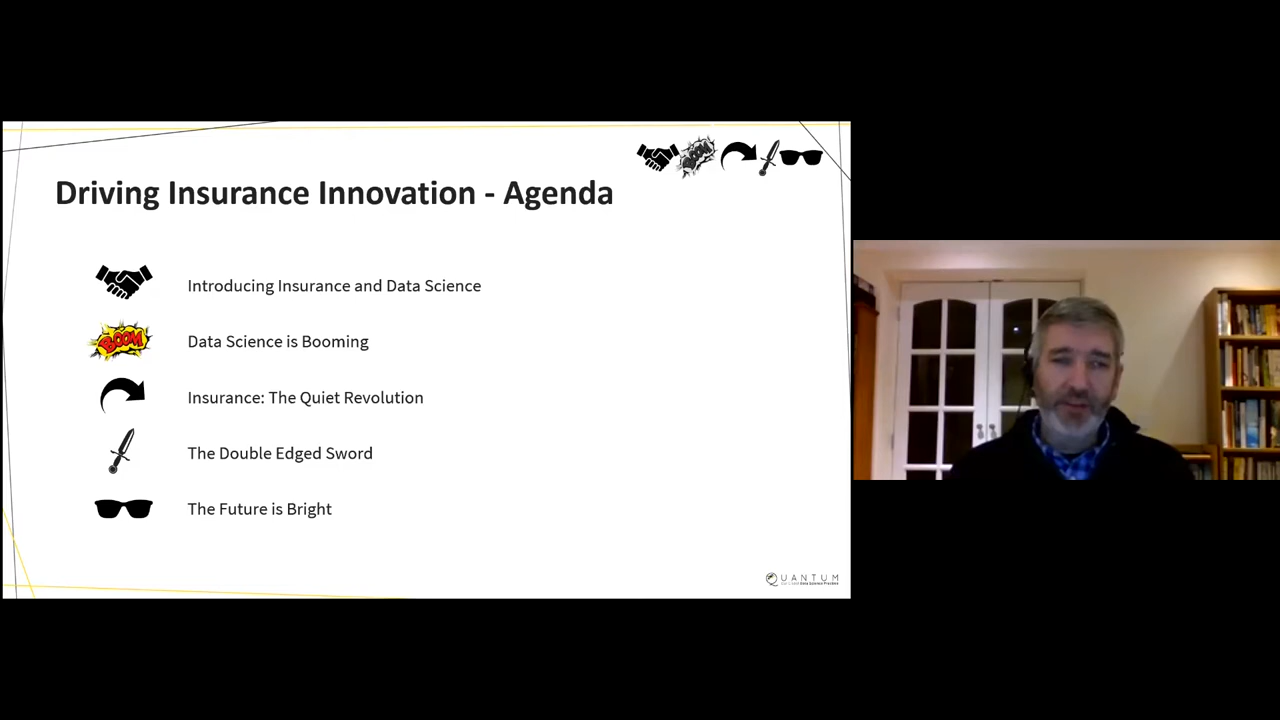 BOOM
Driving Insurance Innovation - Agenda
Introducing Insurance and Data Science
BOOM
Data Science is Booming
Insurance: The Quiet Revolution
The Double Edged Sword
The Future is Bright
QUANTUM